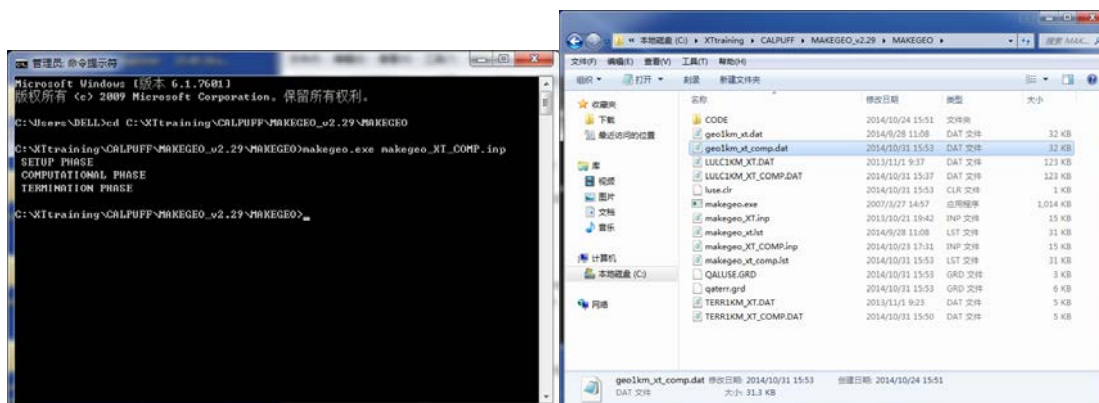 管理员: 命令提示符
Microsoft Windows [版本 6.1.7601]
版权所有 (c) 2009 Microsoft Corporation。保留所有权利。
C:\Users\DELL>cd C:\XTtraining\CALPUFF\MAKEGEO_v2.29\MAKEGEO
C:\XTtraining\CALPUFF\MAKEGEO_v2.29\MAKEGEO>makegeo.exe makegeo_XT_COMP.inp
SETUP PHASE
COMPUTATIONAL PHASE
TERMINATION PHASE
C:\XTtraining\CALPUFF\MAKEGEO_v2.29\MAKEGEO>
« 本地磁盘 (C:) ▸ XTtraining ▸ CALPUFF ▸ MAKEGEO_v2.29 ▸ MAKEGEO ▸
搜索 MAK...
文件(F) 编辑(E) 查看(V) 工具(T) 帮助(H)
组织 打开 刻录 新建文件夹
收藏夹
下载
最近访问的位置
库
视频
图片
文档
音乐
计算机
本地磁盘 (C:)
网络
名称 修改日期 类型 大小
CODE 2014/10/24 15:51 文件夹
geo1km_xt.dat 2014/9/28 11:08 DAT 文件 32 KB
geo1km_xt_comp.dat 2014/10/31 15:53 DAT 文件 32 KB
LULC1KM_XT.DAT 2013/11/1 9:37 DAT 文件 123 KB
LULC1KM_XT_COMP.DAT 2014/10/31 15:37 DAT 文件 123 KB
luse.clr 2014/10/31 15:53 CLR 文件 1 KB
makegeo.exe 2007/3/27 14:57 应用程序 1,014 KB
makegeo_XT.inp 2013/10/21 19:42 INP 文件 15 KB
makegeo_xt.lst 2014/9/28 11:08 LST 文件 31 KB
makegeo_XT_COMP.inp 2014/10/23 17:31 INP 文件 15 KB
makegeo_xt_comp.lst 2014/10/31 15:53 LST 文件 31 KB
QALUSE.GRD 2014/10/31 15:53 GRD 文件 3 KB
qaterr.grd 2014/10/31 15:53 GRD 文件 6 KB
TERR1KM_XT.DAT 2013/11/1 9:23 DAT 文件 5 KB
TERR1KM_XT_COMP.DAT 2014/10/31 15:50 DAT 文件 5 KB
geo1km_xt_comp.dat 修改日期: 2014/10/31 15:53 创建日期: 2014/10/24 15:51
DAT 文件 大小: 31.3 KB